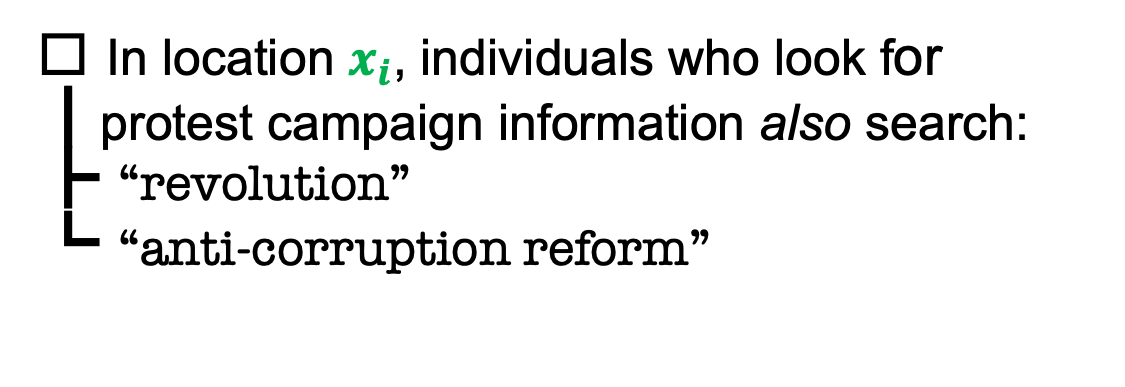 In location xᵢ, individuals who look for
protest campaign information also search:
“revolution”
“anti-corruption reform”